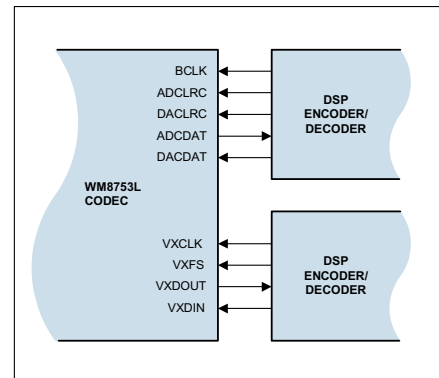 BCLK
ADCLRC
DACLRC
ADCDAT
DACDAT
DSP
ENCODER/
DECODER
WM8753L
CODEC
VXCLK
VXFS
VXDOUT
VXDIN
DSP
ENCODER/
DECODER